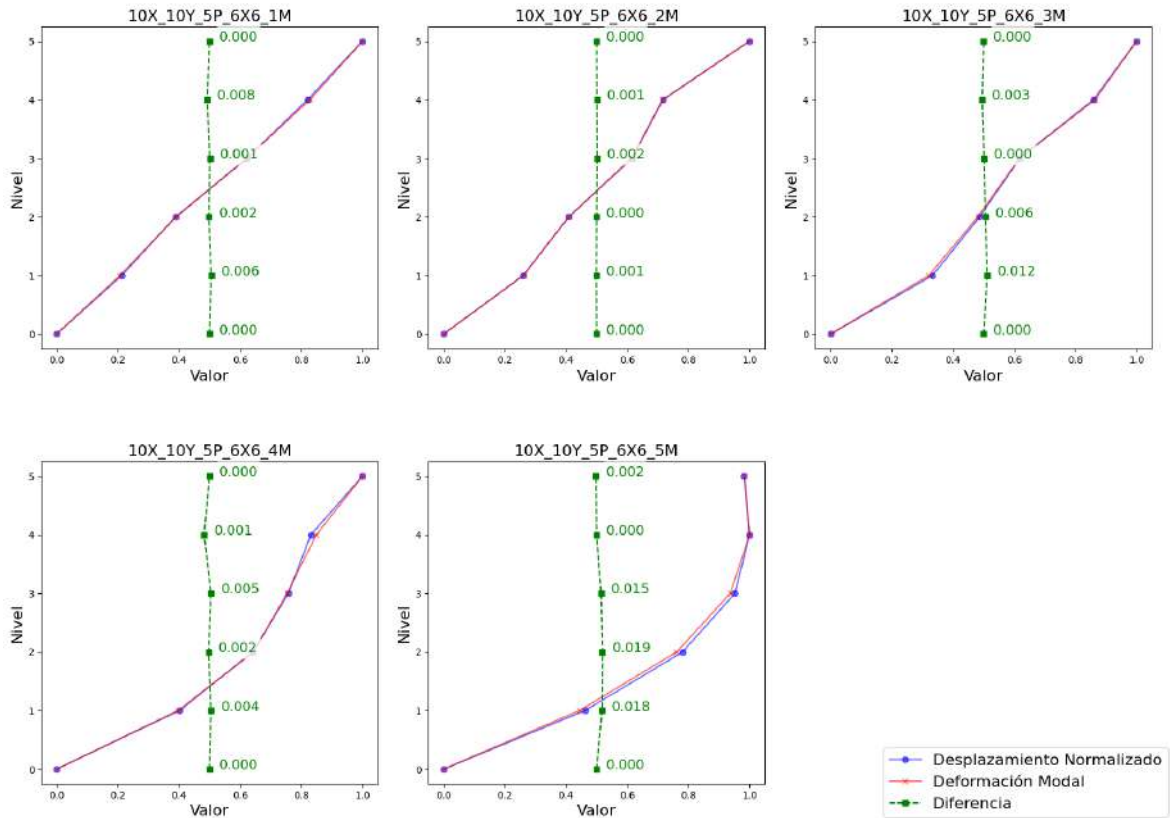 10X_10Y_5P_6X6_1M
5
4
3
2
1
0
Nivel
0.000
0.008
0.001
0.002
0.006
0.000
0.0 0.2 0.4 0.6 0.8 1.0
Valor
10X_10Y_5P_6X6_2M
5
4
3
2
1
0
Nivel
0.000
0.001
0.002
0.000
0.001
0.000
0.0 0.2 0.4 0.6 0.8 1.0
Valor
10X_10Y_5P_6X6_3M
5
4
3
2
1
0
Nivel
0.000
0.003
0.000
0.006
0.012
0.000
0.0 0.2 0.4 0.6 0.8 1.0
Valor
10X_10Y_5P_6X6_4M
5
4
3
2
1
0
Nivel
0.000
0.001
0.005
0.002
0.004
0.000
0.0 0.2 0.4 0.6 0.8 1.0
Valor
10X_10Y_5P_6X6_5M
5
4
3
2
1
0
Nivel
0.002
0.000
0.015
0.019
0.018
0.000
0.0 0.2 0.4 0.6 0.8 1.0
Valor
Desplazamiento Normalizado
Deformación Modal
Diferencia